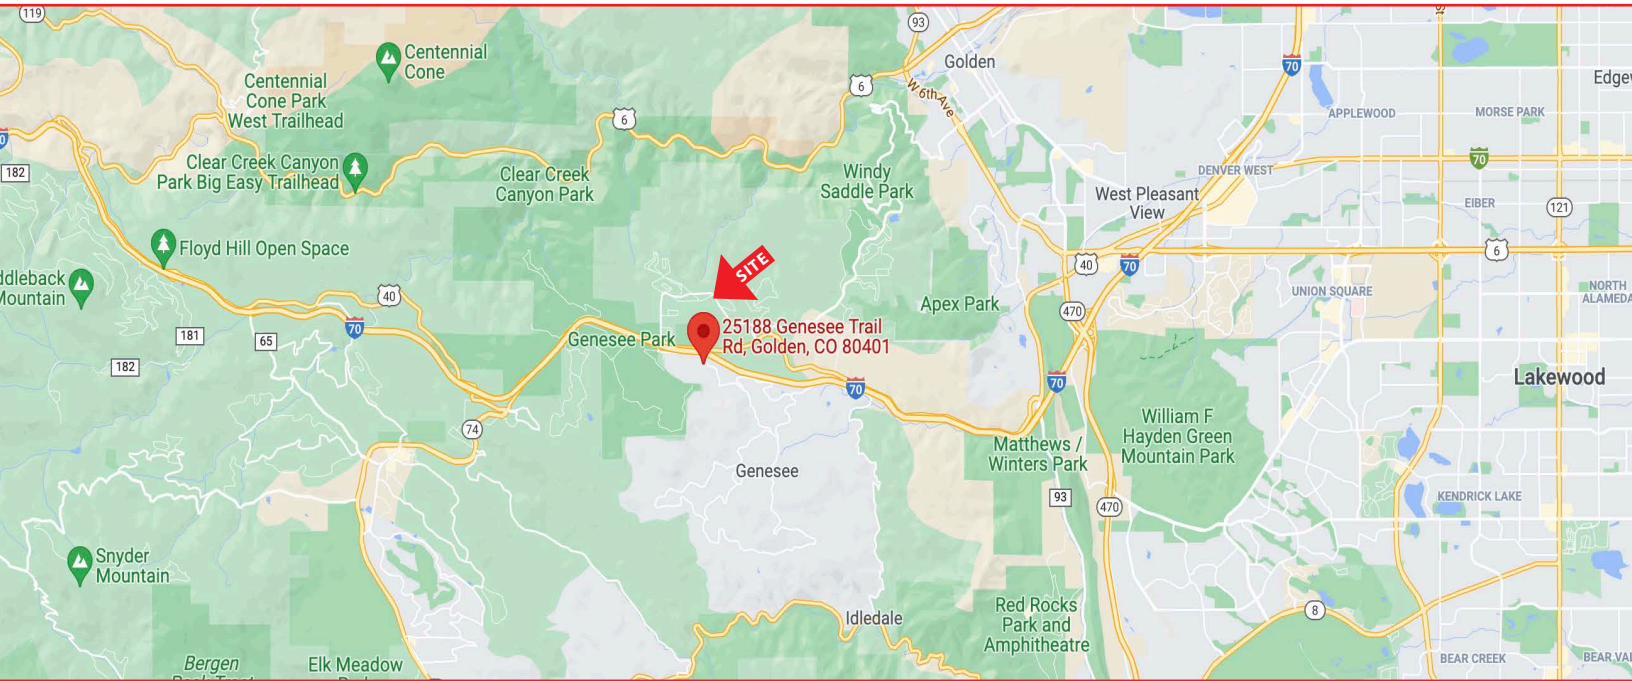 119
93
Golden
70
Centennial
Cone
6
W 6th Ave
Edgew
Centennial
Cone Park
West Trailhead
6
APPLEWOOD
MORSE PARK
182
Clear Creek Canyon
Park Big Easy Trailhead
Clear Creek
Canyon Park
Windy
Saddle Park
DENVER WEST
70
West Pleasant
View
EIBER
121
Floyd Hill Open Space
SITE
40
70
6
ddleback
Mountain
40
UNION SQUARE
NORTH
ALAMEDA
Apex Park
470
181
65
70
Genesee Park
25188 Genesee Trail
Rd, Golden, CO 80401
182
70
70
Lakewood
74
William F
Hayden Green
Mountain Park
Matthews /
Winters Park
Genesee
93
470
KENDRICK LAKE
Snyder
Mountain
Red Rocks
Park and
Amphitheatre
Idledale
8
Bergen
Elk Meadow
BEAR CREEK
BEAR VAL